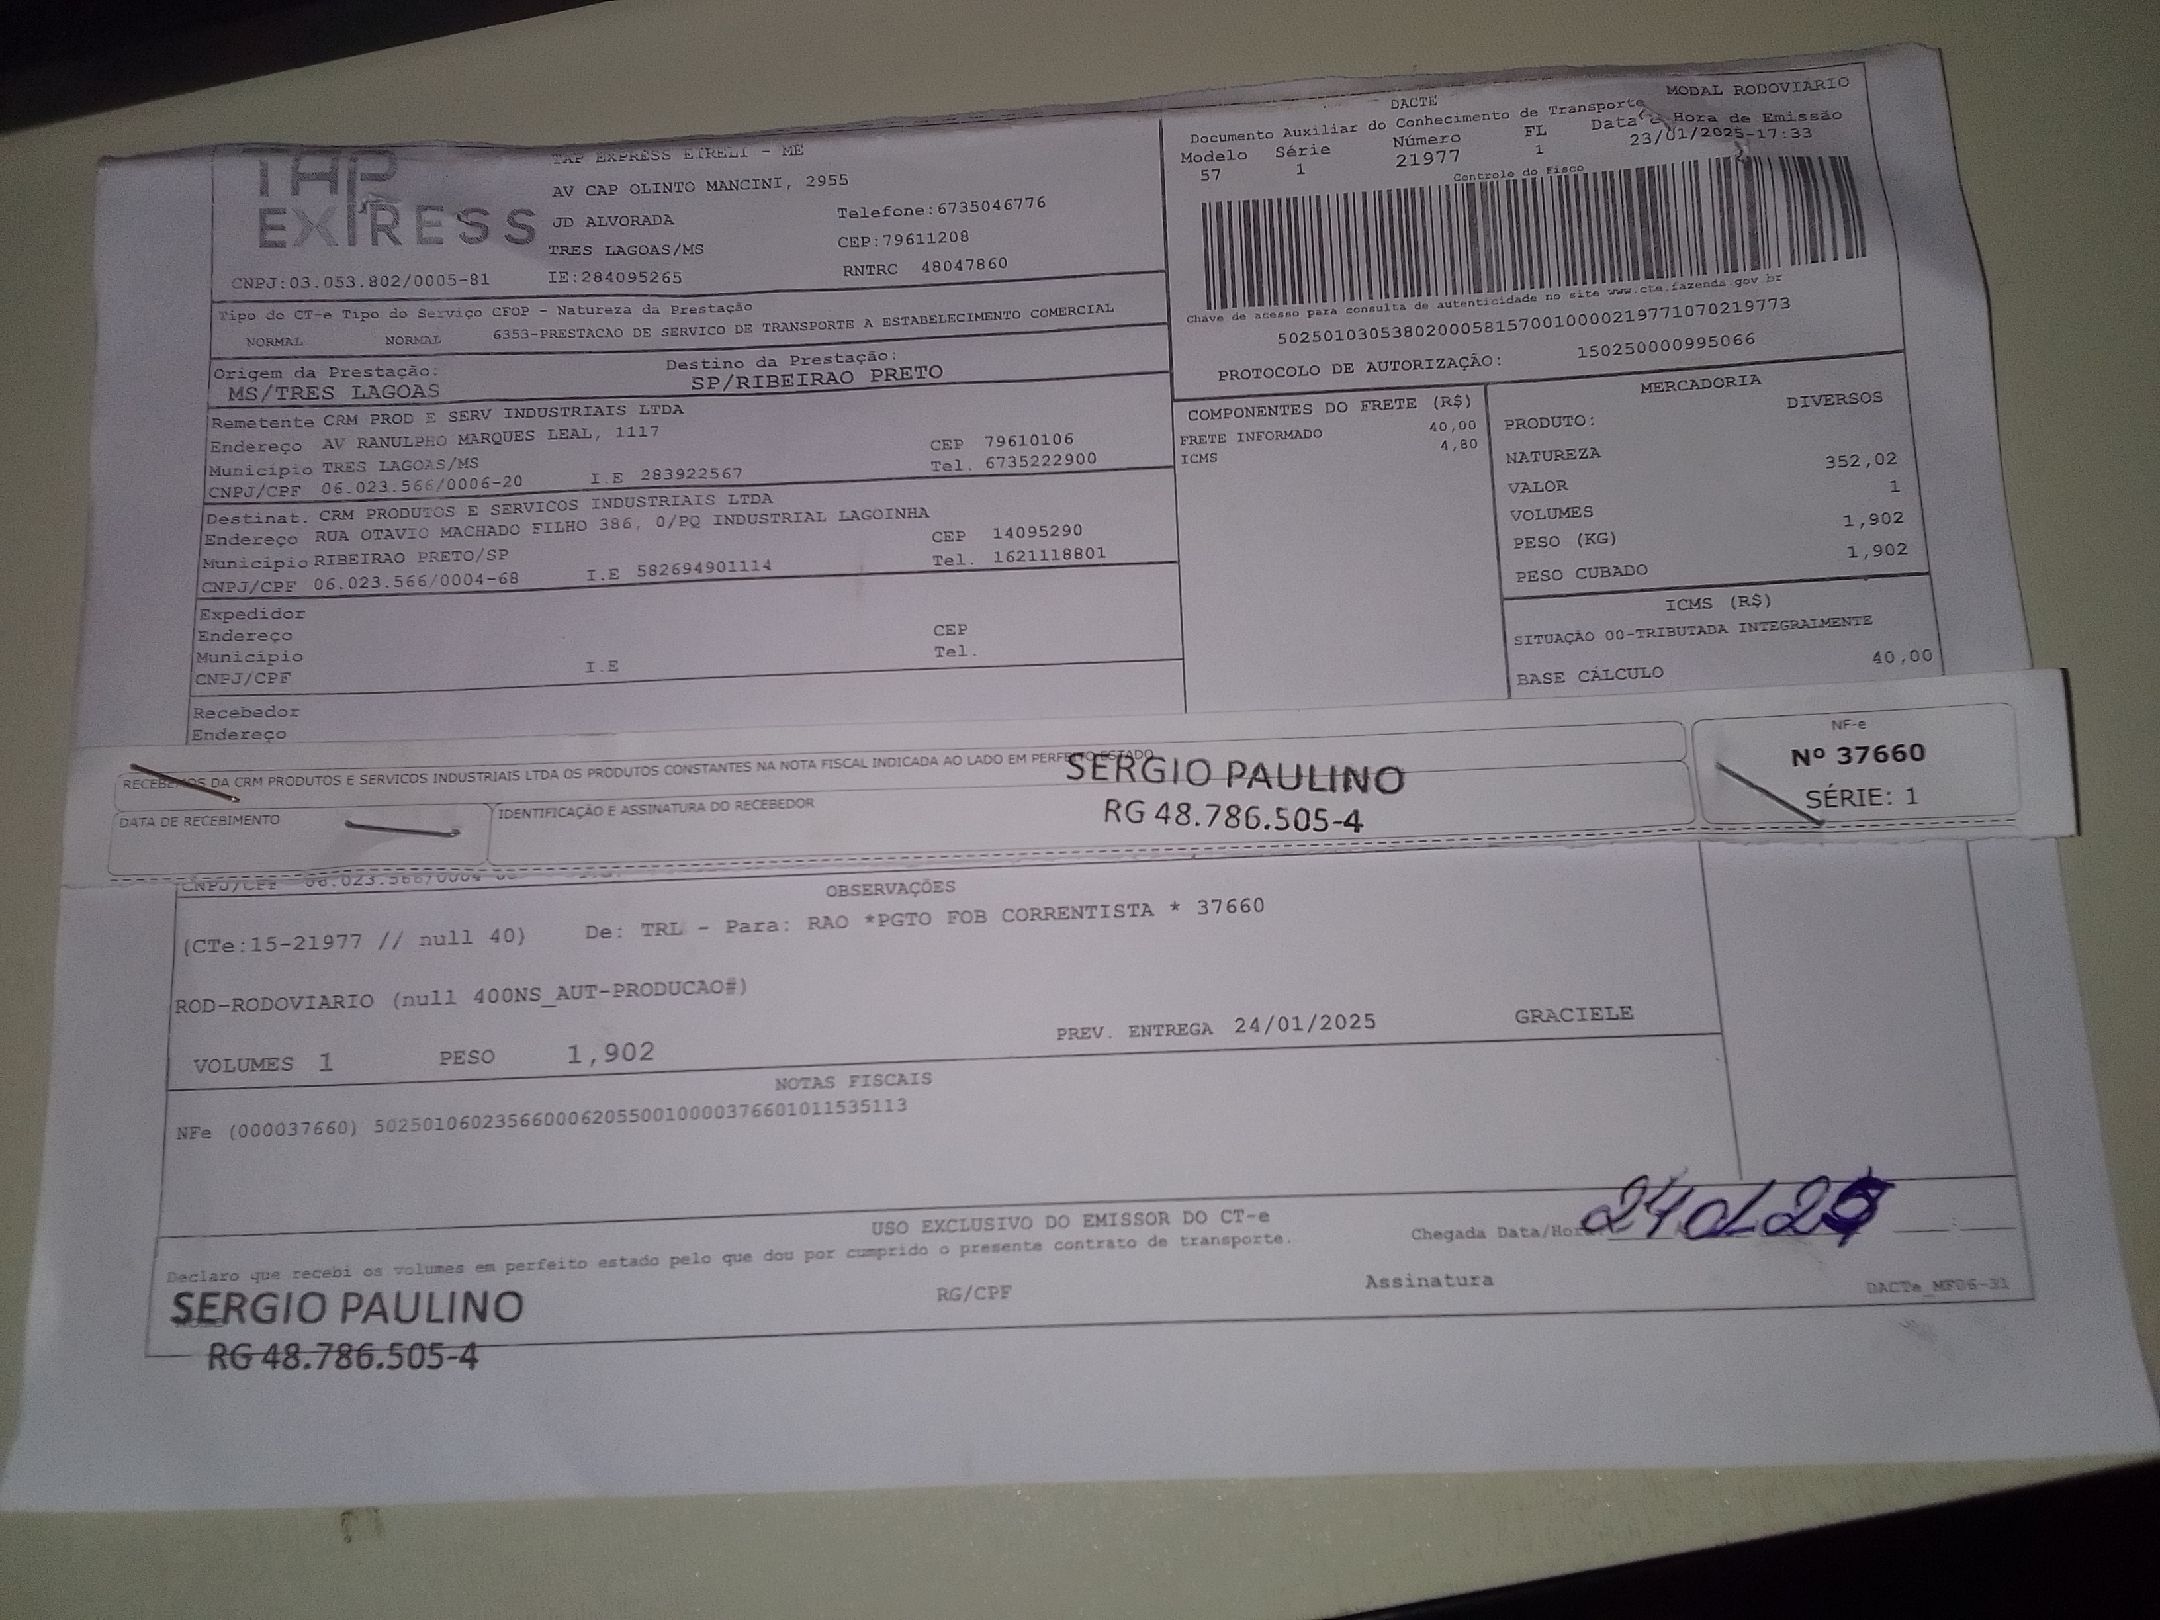 TAP
EXPRESS
TAP EXPRESS EIRELI - ME
AV CAP OLINTO MANCINI, 2955
JD ALVORADA Telefone:6735046776
TRES LAGOAS/MS CEP:79611208
CNPJ:03.053.802/0005-81 IE:284095265 RNTRC 48047860
DACTE MODAL RODOVIÁRIO
Documento Auxiliar do Conhecimento de Transporte
Modelo Série Número FL Data e Hora de Emissão
57 1 21977 1 23/01/2025-17:33
Controle do Fisco
Chave de acesso para consulta de autenticidade no site www.cte.fazenda.gov br
50250103053802000581570010000219771070219773
PROTOCOLO DE AUTORIZAÇÃO: 150250000995066
Tipo do CT-e Tipo do Serviço CFOP - Natureza da Prestação
NORMAL NORMAL 6353-PRESTACAO DE SERVICO DE TRANSPORTE A ESTABELECIMENTO COMERCIAL
Origem da Prestação: Destino da Prestação:
MS/TRES LAGOAS SP/RIBEIRAO PRETO
Remetente CRM PROD E SERV INDUSTRIAIS LTDA
Endereço AV RANULPHO MARQUES LEAL, 1117 CEP 79610106
Município TRES LAGOAS/MS Tel. 6735222900
CNPJ/CPF 06.023.566/0006-20 I.E 283922567
Destinat. CRM PRODUTOS E SERVICOS INDUSTRIAIS LTDA
Endereço RUA OTAVIO MACHADO FILHO 386, 0/PQ INDUSTRIAL LAGOINHA
CEP 14095290
Município RIBEIRAO PRETO/SP Tel. 1621118801
CNPJ/CPF 06.023.566/0004-68 I.E 582694901114
Expedidor
Endereço CEP
Município Tel.
CNPJ/CPF I.E
Recebedor
Endereço
COMPONENTES DO FRETE (R$)
FRETE INFORMADO 40,00
ICMS 4,80
MERCADORIA
PRODUTO: DIVERSOS
NATUREZA
VALOR 352,02
VOLUMES 1
PESO (KG) 1,902
PESO CUBADO 1,902
ICMS (R$)
SITUAÇÃO 00-TRIBUTADA INTEGRALMENTE
BASE CÁLCULO 40,00
RECEBEMOS DA CRM PRODUTOS E SERVICOS INDUSTRIAIS LTDA OS PRODUTOS CONSTANTES NA NOTA FISCAL INDICADA AO LADO EM PERFEITO ESTADO
DATA DE RECEBIMENTO IDENTIFICAÇÃO E ASSINATURA DO RECEBEDOR
SERGIO PAULINO
RG 48.786.505-4
NF-e
Nº 37660
SÉRIE: 1
CNPJ/CPF 06.023.566/0004
OBSERVAÇÕES
(CTe:15-21977 // null 40) De: TRL - Para: RAO *PGTO FOB CORRENTISTA * 37660
ROD-RODOVIARIO (null 400NS_AUT-PRODUCAO#)
VOLUMES 1 PESO 1,902 PREV. ENTREGA 24/01/2025 GRACIELE
NOTAS FISCAIS
NFe (000037660) 50250106023566000620550010000376601011535113
USO EXCLUSIVO DO EMISSOR DO CT-e
Declaro que recebi os volumes em perfeito estado pelo que dou por cumprido o presente contrato de transporte.
Chegada Data/Hora: 24 01 25
SERGIO PAULINO
RG 48.786.505-4
RG/CPF Assinatura DACTe_MF06-31